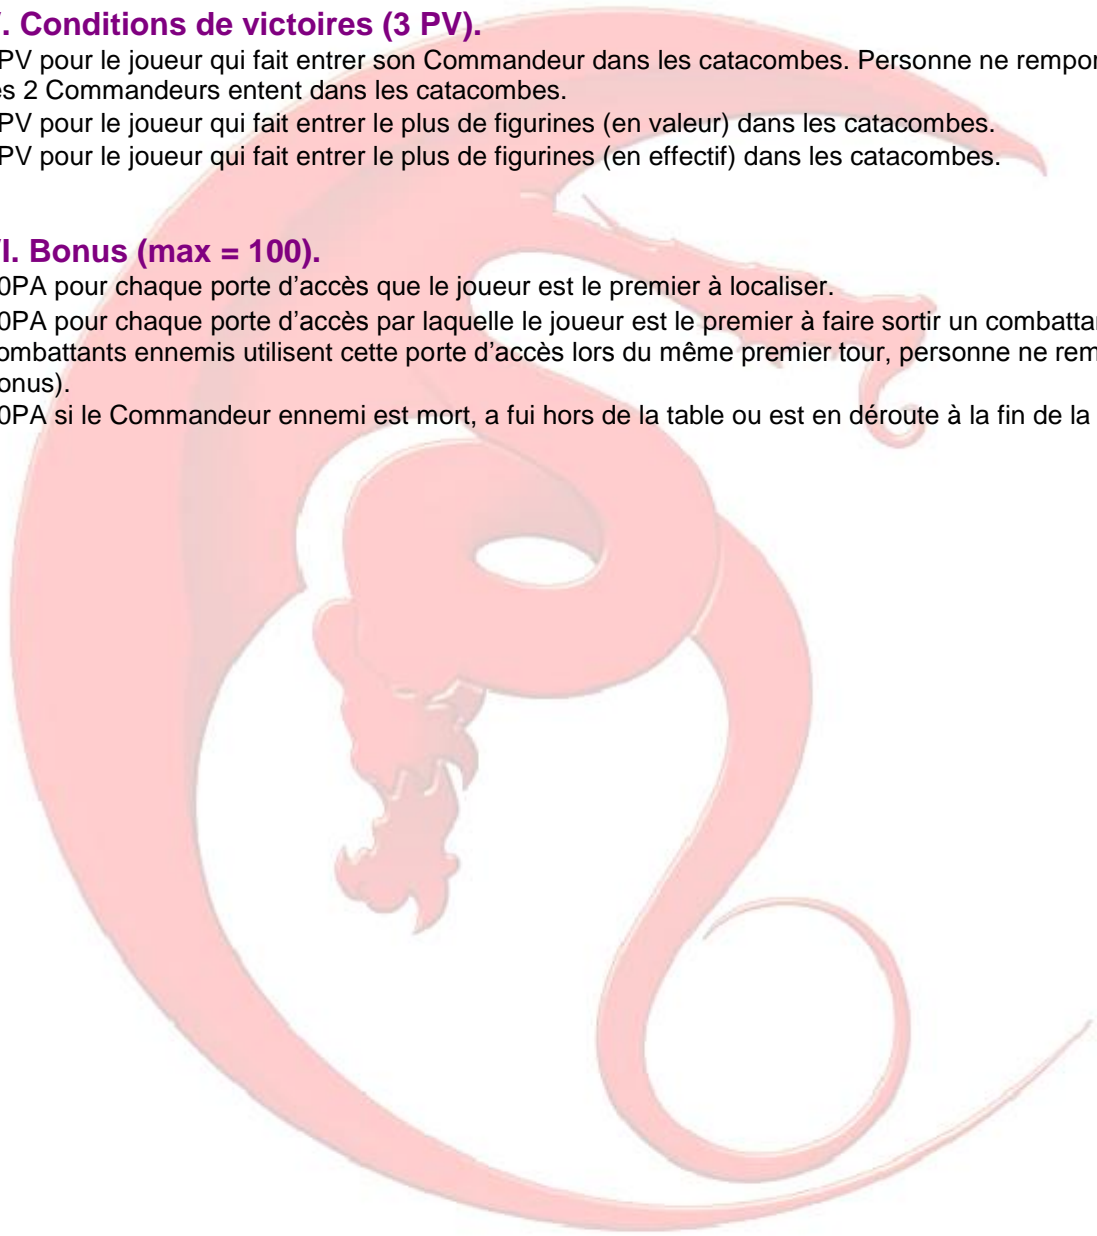 . Conditions de victoires (3 PV).
PV pour le joueur qui fait entrer son Commandeur dans les catacombes. Personne ne rempor
es 2 Commandeurs entent dans les catacombes.
PV pour le joueur qui fait entrer le plus de figurines (en valeur) dans les catacombes.
PV pour le joueur qui fait entrer le plus de figurines (en effectif) dans les catacombes.
I. Bonus (max = 100).
0PA pour chaque porte d’accès que le joueur est le premier à localiser.
0PA pour chaque porte d’accès par laquelle le joueur est le premier à faire sortir un combattan
ombattants ennemis utilisent cette porte d’accès lors du même premier tour, personne ne rem
onus).
0PA si le Commandeur ennemi est mort, a fui hors de la table ou est en déroute à la fin de la